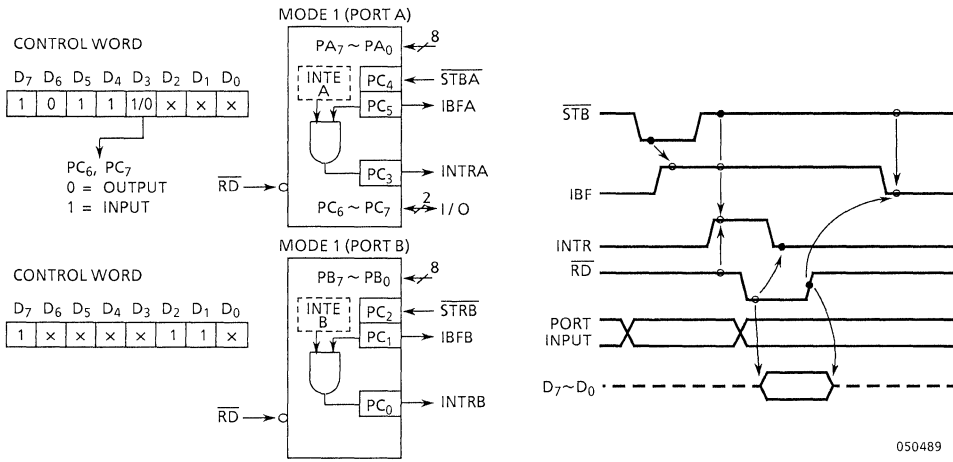 MODE 1 (PORT A)
CONTROL WORD
D7 D6 D5 D4 D3 D2 D1 D0
1 0 1 1 1/0 × × ×
PC6, PC7
0 = OUTPUT
1 = INPUT
PA7 ~ PA0
8
INTE
A
PC4
STBA
PC5
IBFA
PC3
INTRA
RD
PC6 ~ PC7
2
I/O
MODE 1 (PORT B)
CONTROL WORD
D7 D6 D5 D4 D3 D2 D1 D0
1 × × × × 1 1 ×
PB7 ~ PB0
8
INTE
B
PC2
STRB
PC1
IBFB
PC0
INTRB
RD
STB
IBF
INTR
RD
PORT
INPUT
D7~D0
050489